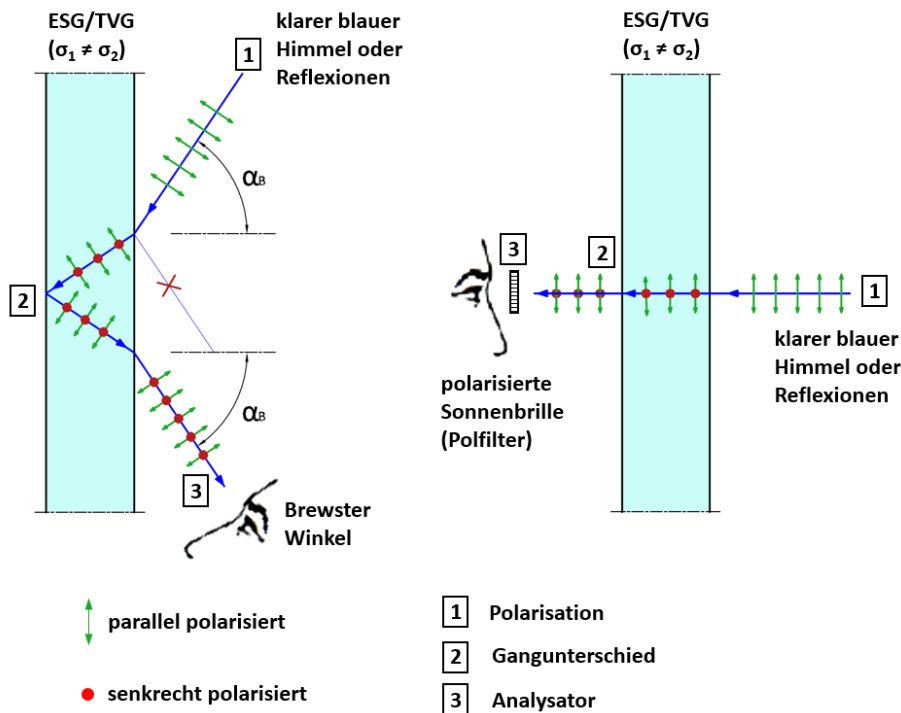 ESG/TVG
(σ₁ ≠ σ₂)
1
klarer blauer
Himmel oder
Reflexionen
αB
2
αB
3
Brewster
Winkel
ESG/TVG
(σ₁ ≠ σ₂)
3
2
1
klarer blauer
Himmel oder
Reflexionen
polarisierte
Sonnenbrille
(Polfilter)
parallel polarisiert
senkrecht polarisiert
1 Polarisation
2 Gangunterschied
3 Analysator